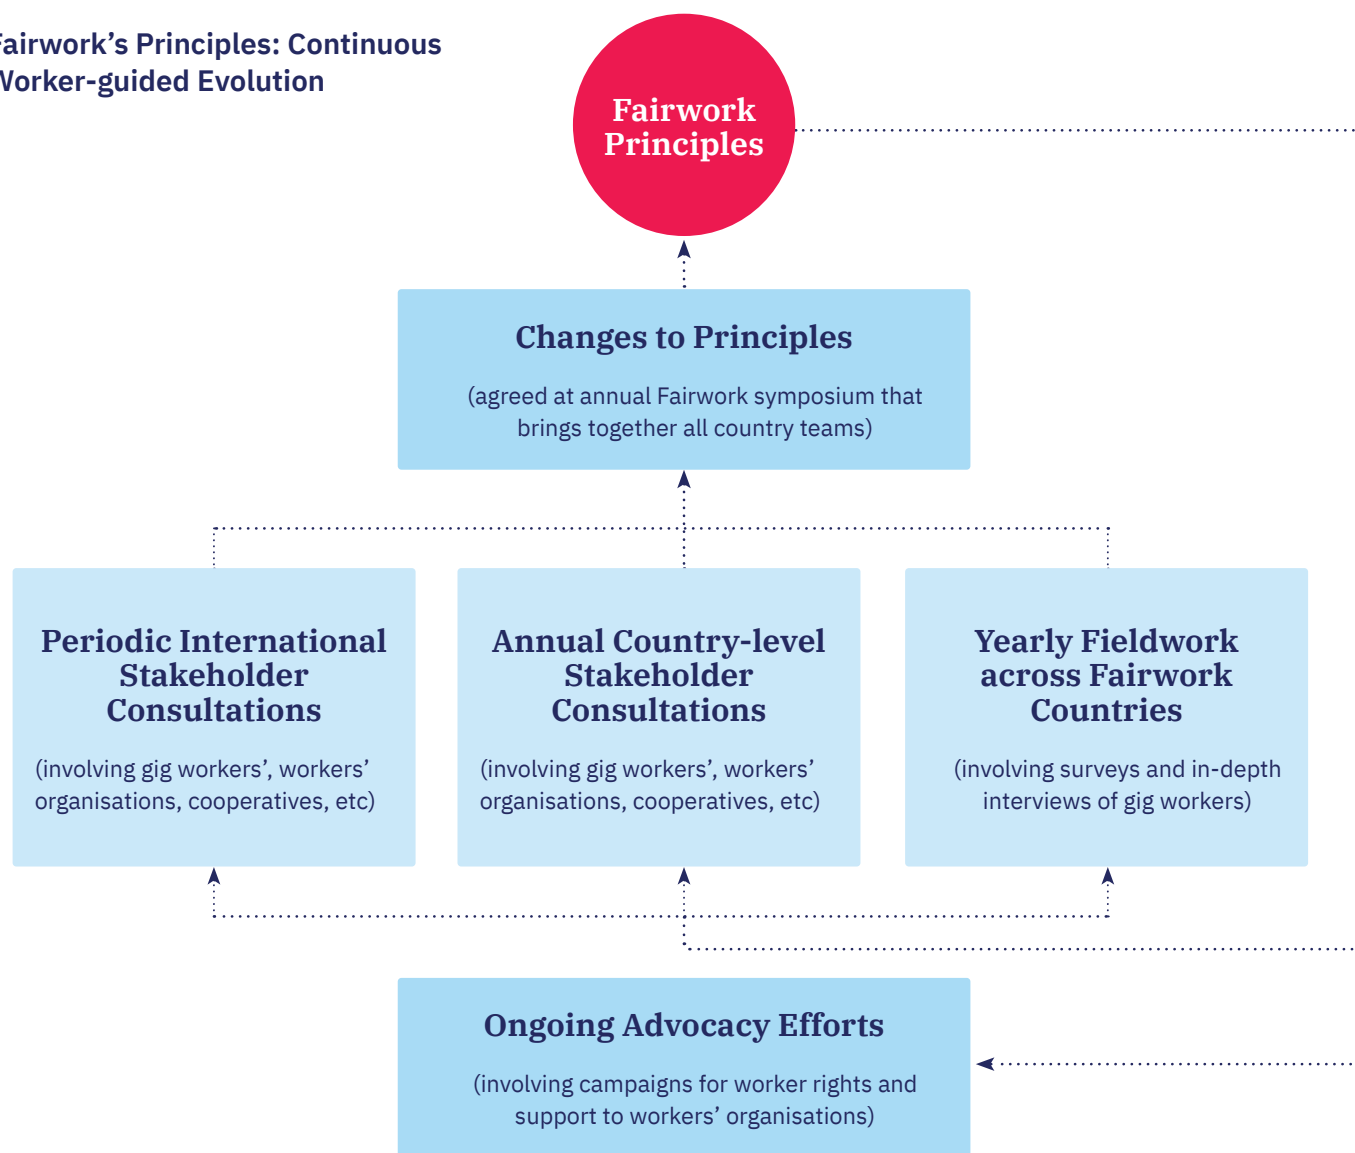 Fairwork’s Principles: Continuous
Worker-guided Evolution
Fairwork
Principles
Changes to Principles
(agreed at annual Fairwork symposium that
brings together all country teams)
Periodic International
Stakeholder
Consultations
(involving gig workers’, workers’
organisations, cooperatives, etc)
Annual Country-level
Stakeholder
Consultations
(involving gig workers’, workers’
organisations, cooperatives, etc)
Yearly Fieldwork
across Fairwork
Countries
(involving surveys and in-depth
interviews of gig workers)
Ongoing Advocacy Efforts
(involving campaigns for worker rights and
support to workers’ organisations)